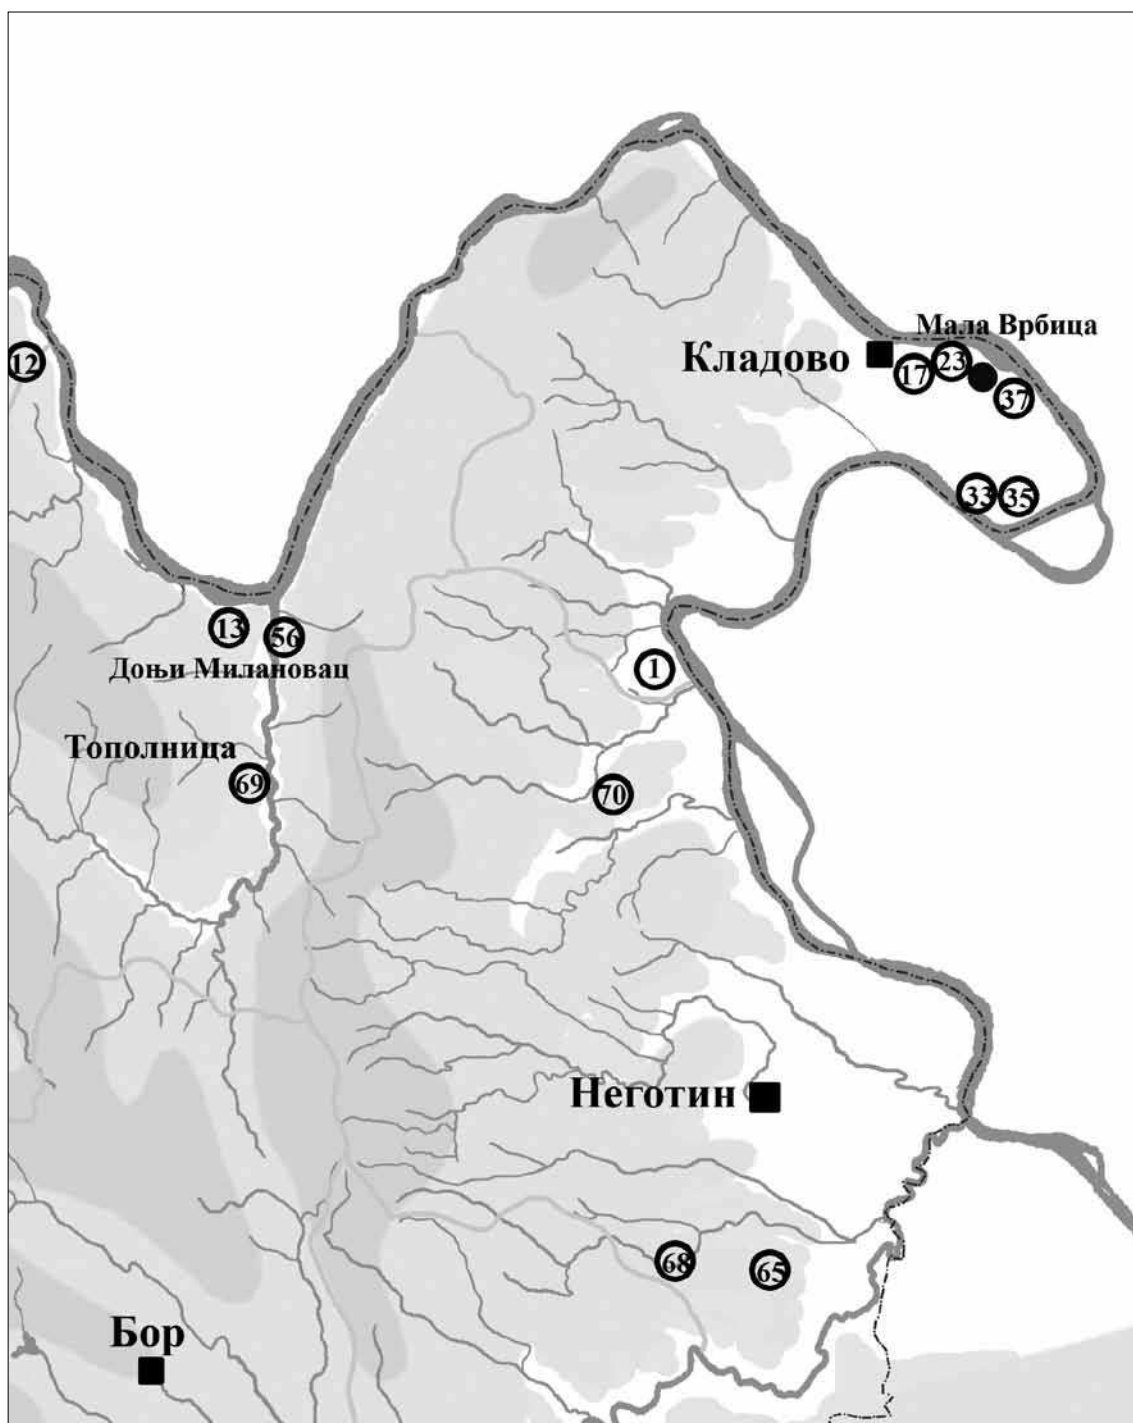 Мала Врбица
Кладово
12
17
23
37
33
35
13
56
Доњи Милановац
1
Тополница
69
70
Неготин
68
65
Бор